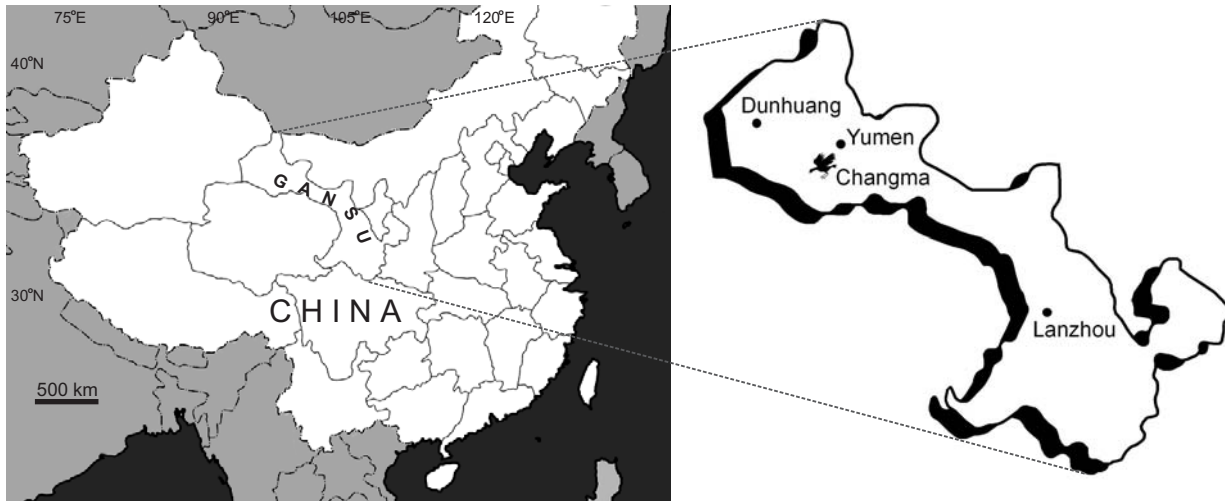 75°E
90°E
105°E
120°E
40°N
30°N
GANSU
CHINA
500 km
Dunhuang
Yumen
Changma
Lanzhou